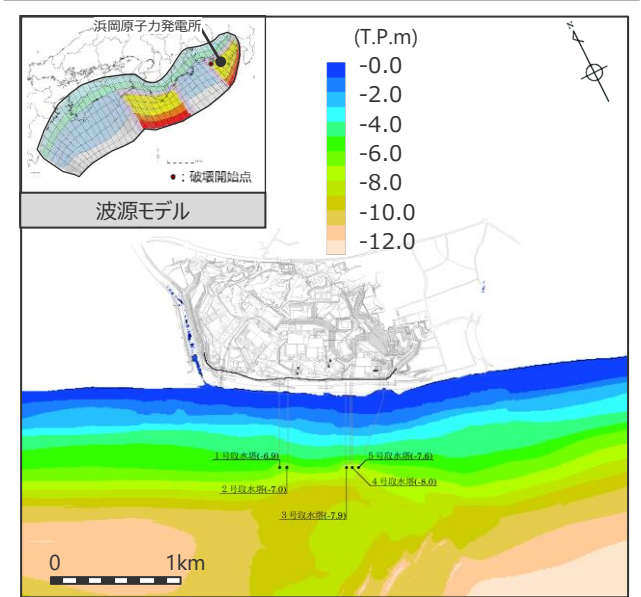 浜岡原子力発電所
●：破壊開始点
波源モデル
(T.P.m)
-0.0
-2.0
-4.0
-6.0
-8.0
-10.0
-12.0
N
1号取水塔(-6.9)
5号取水塔(-7.6)
2号取水塔(-7.0)
4号取水塔(-8.0)
3号取水塔(-7.9)
0 1km